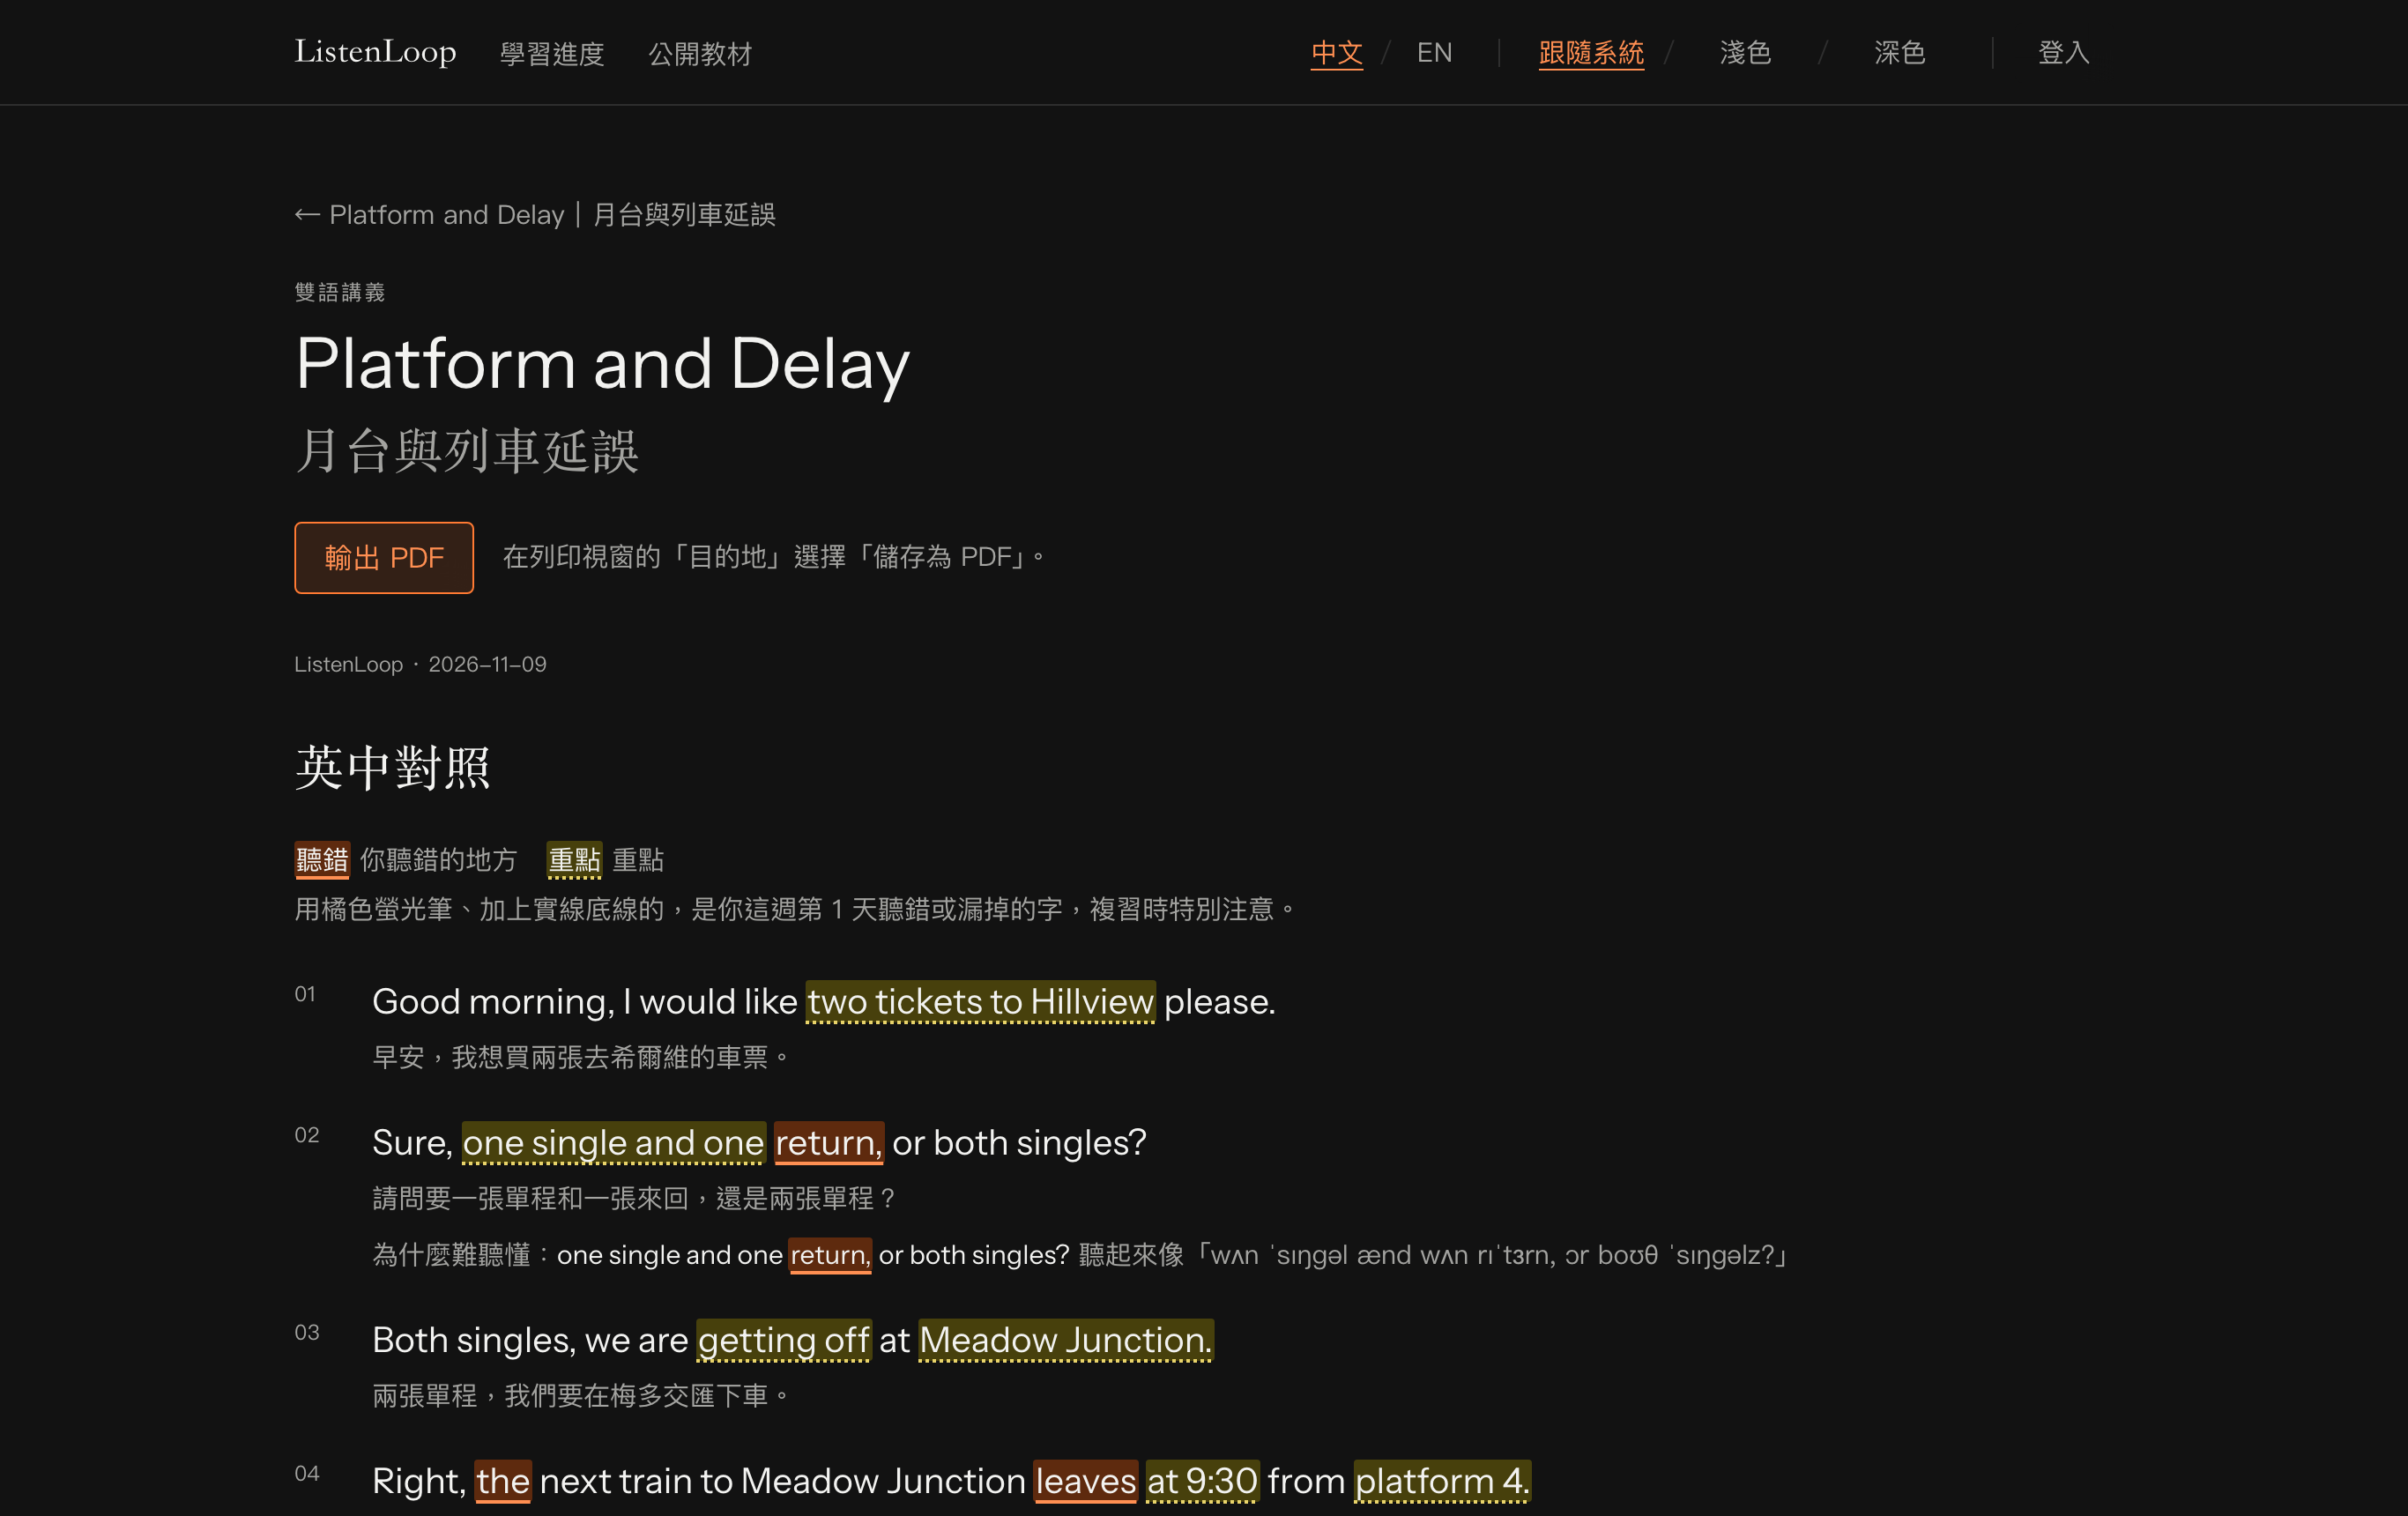 ListenLoop 學習進度 公開教材 中文 / EN | 跟隨系統 / 淺色 / 深色 | 登入
← Platform and Delay｜月台與列車延誤
雙語講義
Platform and Delay
月台與列車延誤
輸出 PDF 在列印視窗的「目的地」選擇「儲存為 PDF」。
ListenLoop · 2026-11-09
英中對照
聽錯 你聽錯的地方 重點 重點
用橘色螢光筆、加上實線底線的，是你這週第 1 天聽錯或漏掉的字，複習時特別注意。
01 Good morning, I would like two tickets to Hillview please.
早安，我想買兩張去希爾維的車票。
02 Sure, one single and one return, or both singles?
請問要一張單程和一張來回，還是兩張單程？
為什麼難聽懂：one single and one return, or both singles? 聽起來像「wʌn ˈsɪŋɡəl ænd wʌn rɪˈtɜrn, ɔr boʊθ ˈsɪŋɡəlz?」
03 Both singles, we are getting off at Meadow Junction.
兩張單程，我們要在梅多交匯下車。
04 Right, the next train to Meadow Junction leaves at 9:30 from platform 4.